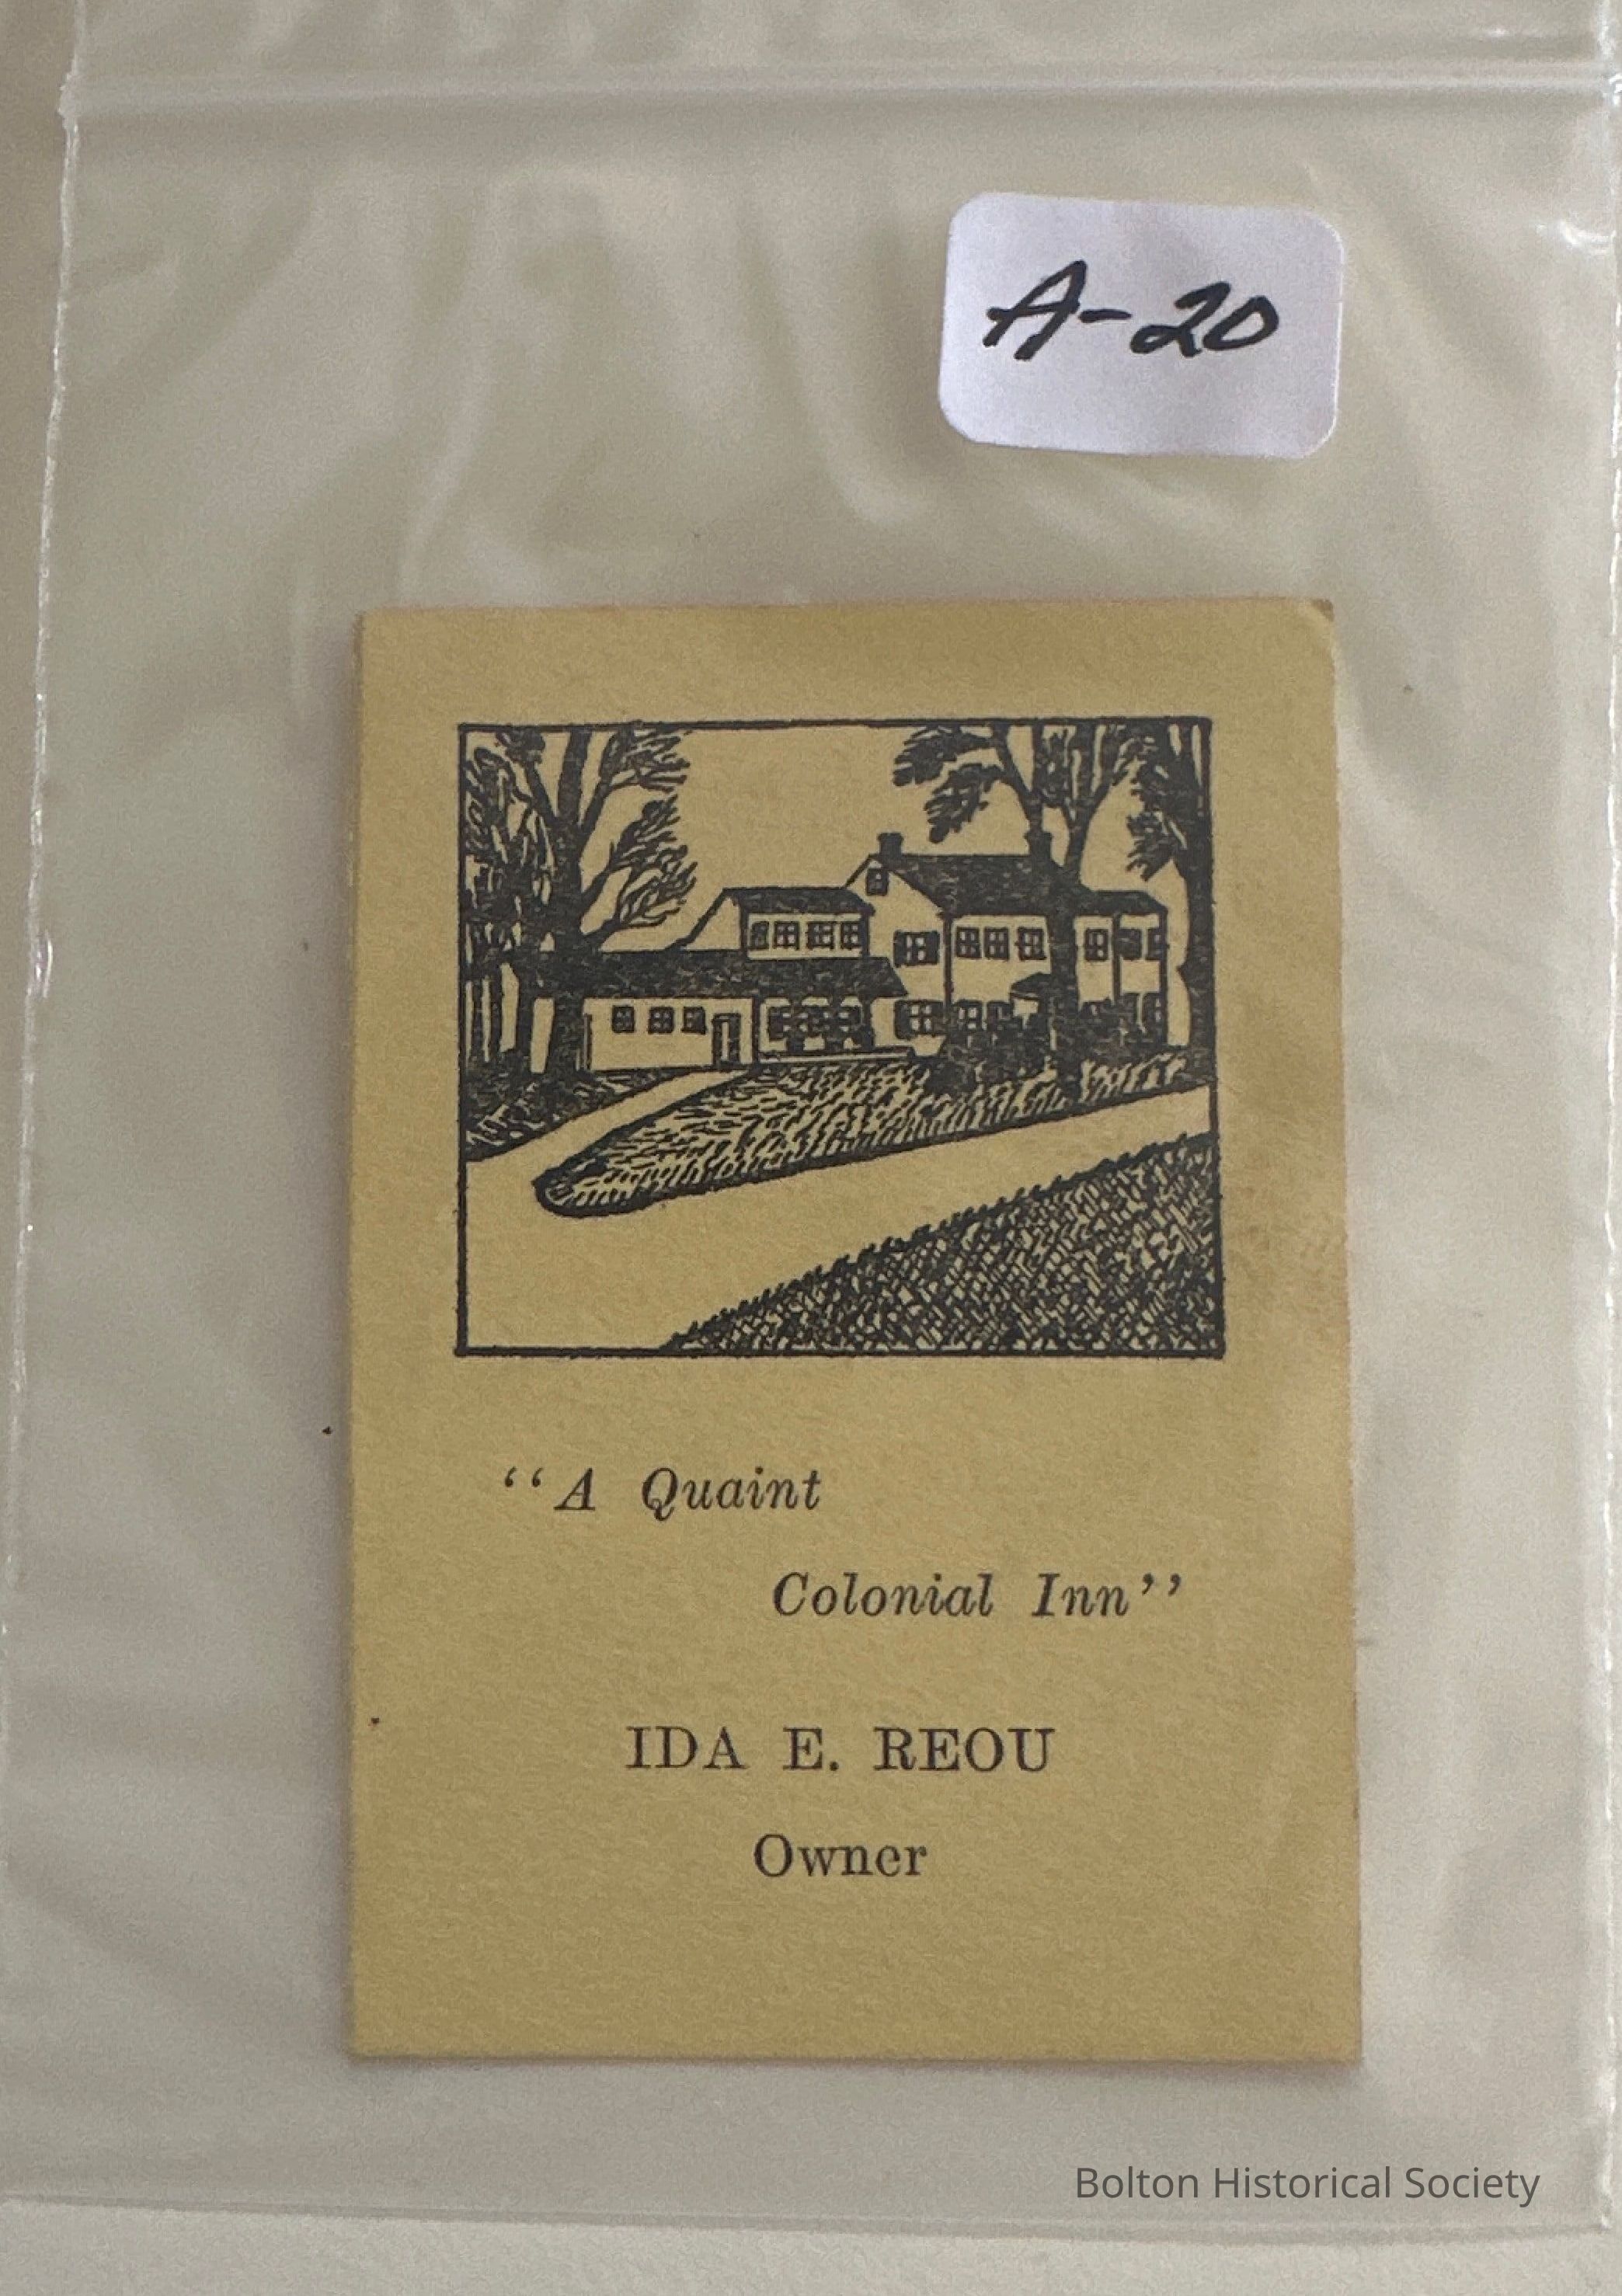 A-20
“A Quaint
Colonial Inn”
IDA E. REOU
Owner
Bolton Historical Society